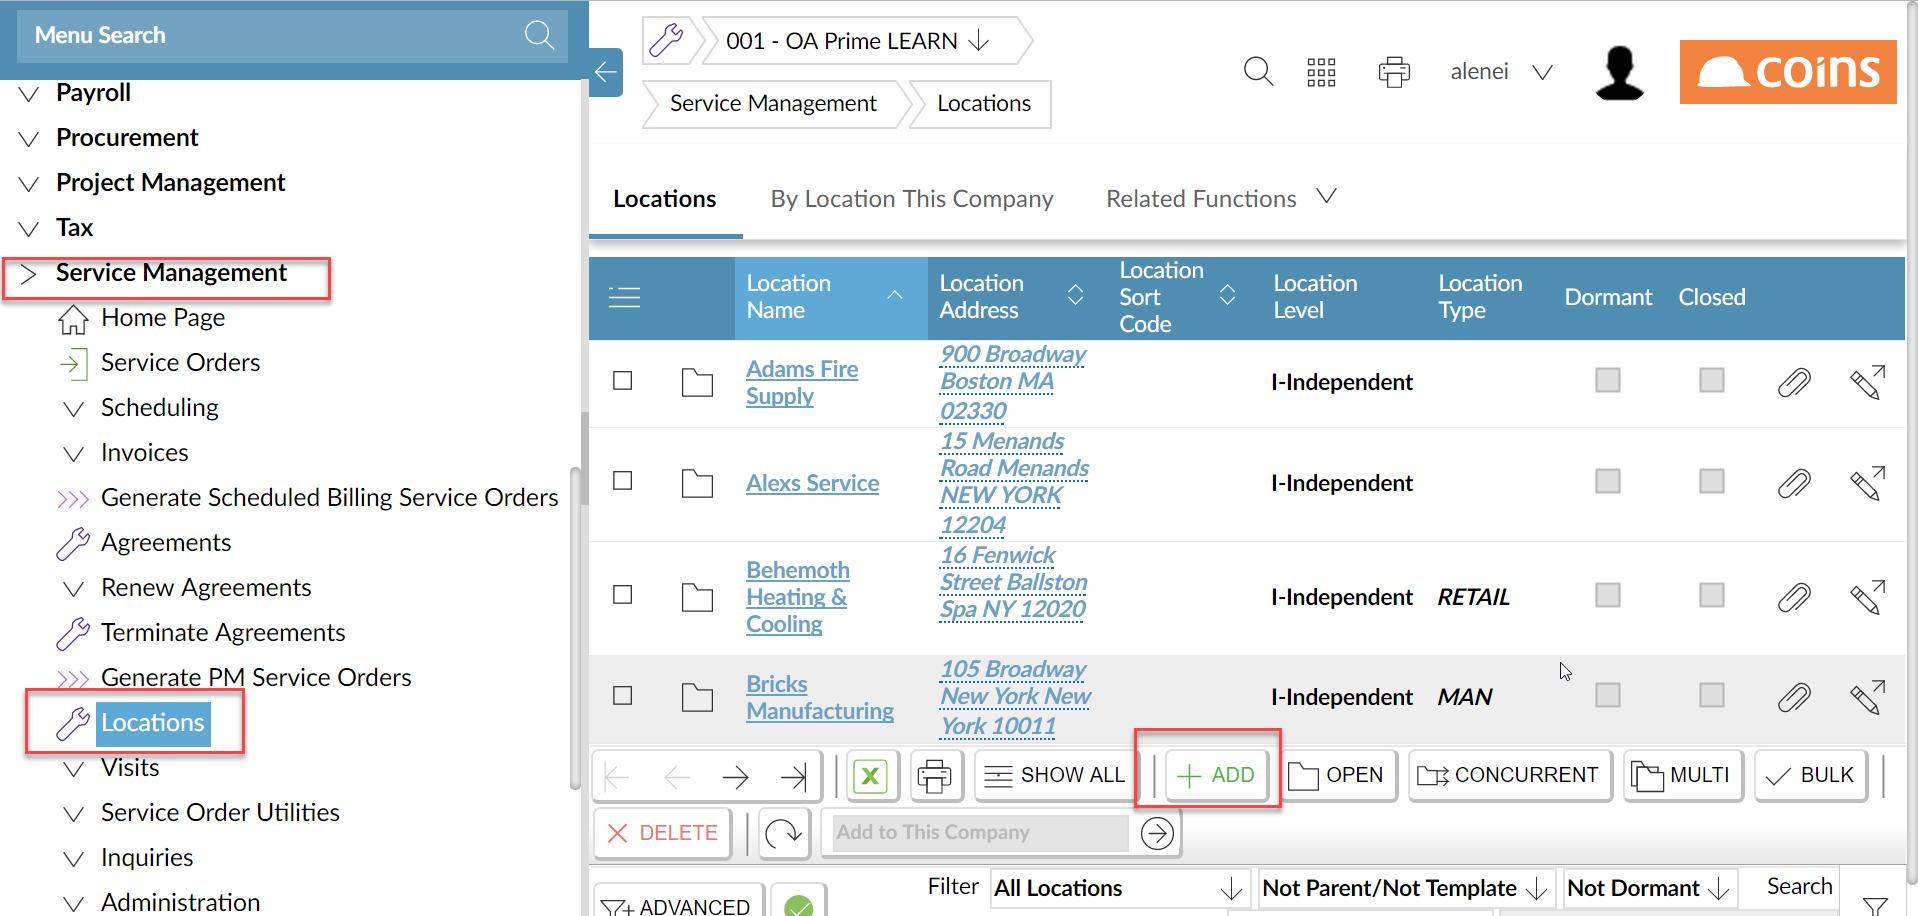 Menu Search
Payroll
Procurement
Project Management
Tax
Service Management
Home Page
Service Orders
Scheduling
Invoices
Generate Scheduled Billing Service Orders
Agreements
Renew Agreements
Terminate Agreements
Generate PM Service Orders
Locations
Visits
Service Order Utilities
Inquiries
Administration
001 - OA Prime LEARN
Service Management
Locations
alenei
coins
Locations
By Location This Company
Related Functions
Location
Name
Location
Address
Location
Sort
Code
Location
Level
Location
Type
Dormant
Closed
Adams Fire
Supply
900 Broadway
Boston MA
02330
I-Independent
Alexs Service
15 Menands
Road Menands
NEW YORK
12204
I-Independent
Behemoth
Heating &
Cooling
16 Fenwick
Street Ballston
Spa NY 12020
I-Independent
RETAIL
Bricks
Manufacturing
105 Broadway
New York New
York 10011
I-Independent
MAN
SHOW ALL
ADD
OPEN
CONCURRENT
MULTI
BULK
DELETE
Add to This Company
ADVANCED
Filter
All Locations
Not Parent/Not Template
Not Dormant
Search